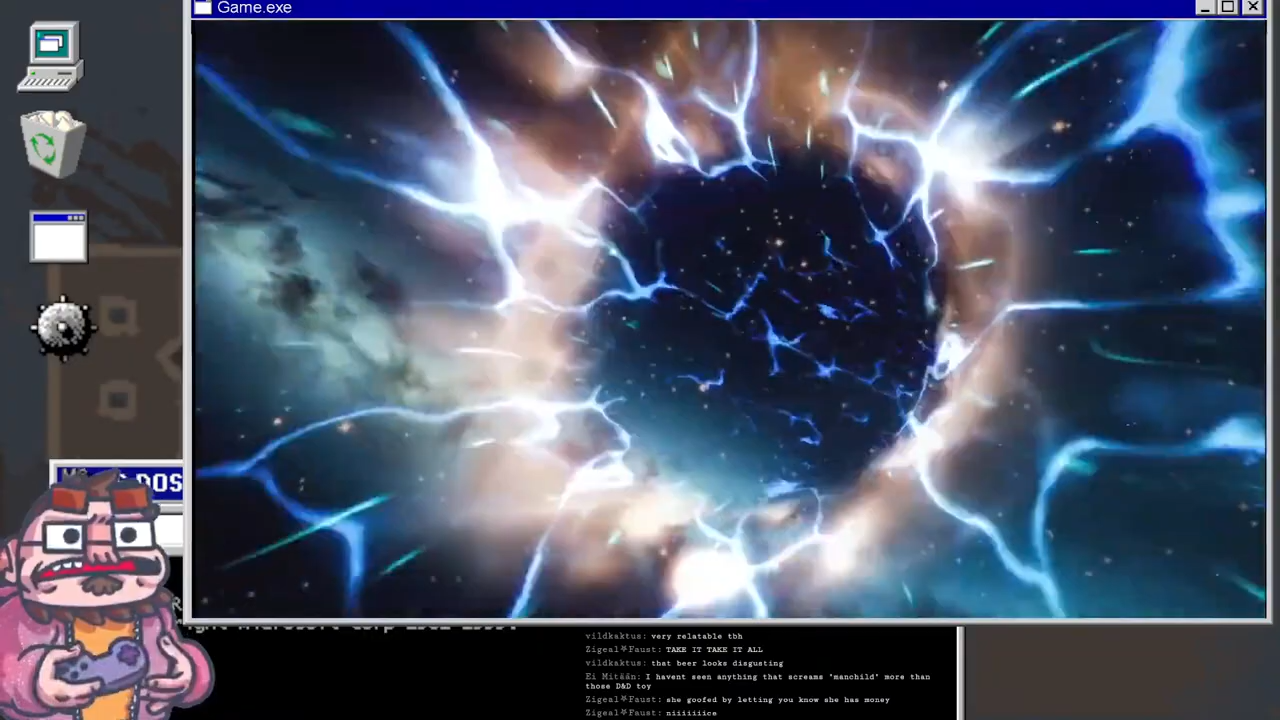 Game.exe
DOS
vildkaktus: very relatable tbh
Zigeal⛧Faust: TAKE IT TAKE IT ALL
vildkaktus: that beer looks disgusting
Ei Mitään: I havent seen anything that screams 'manchild' more than
those D&D toy
Zigeal⛧Faust: she goofed by letting you know she has money
Zigeal⛧Faust: niiiiiiice